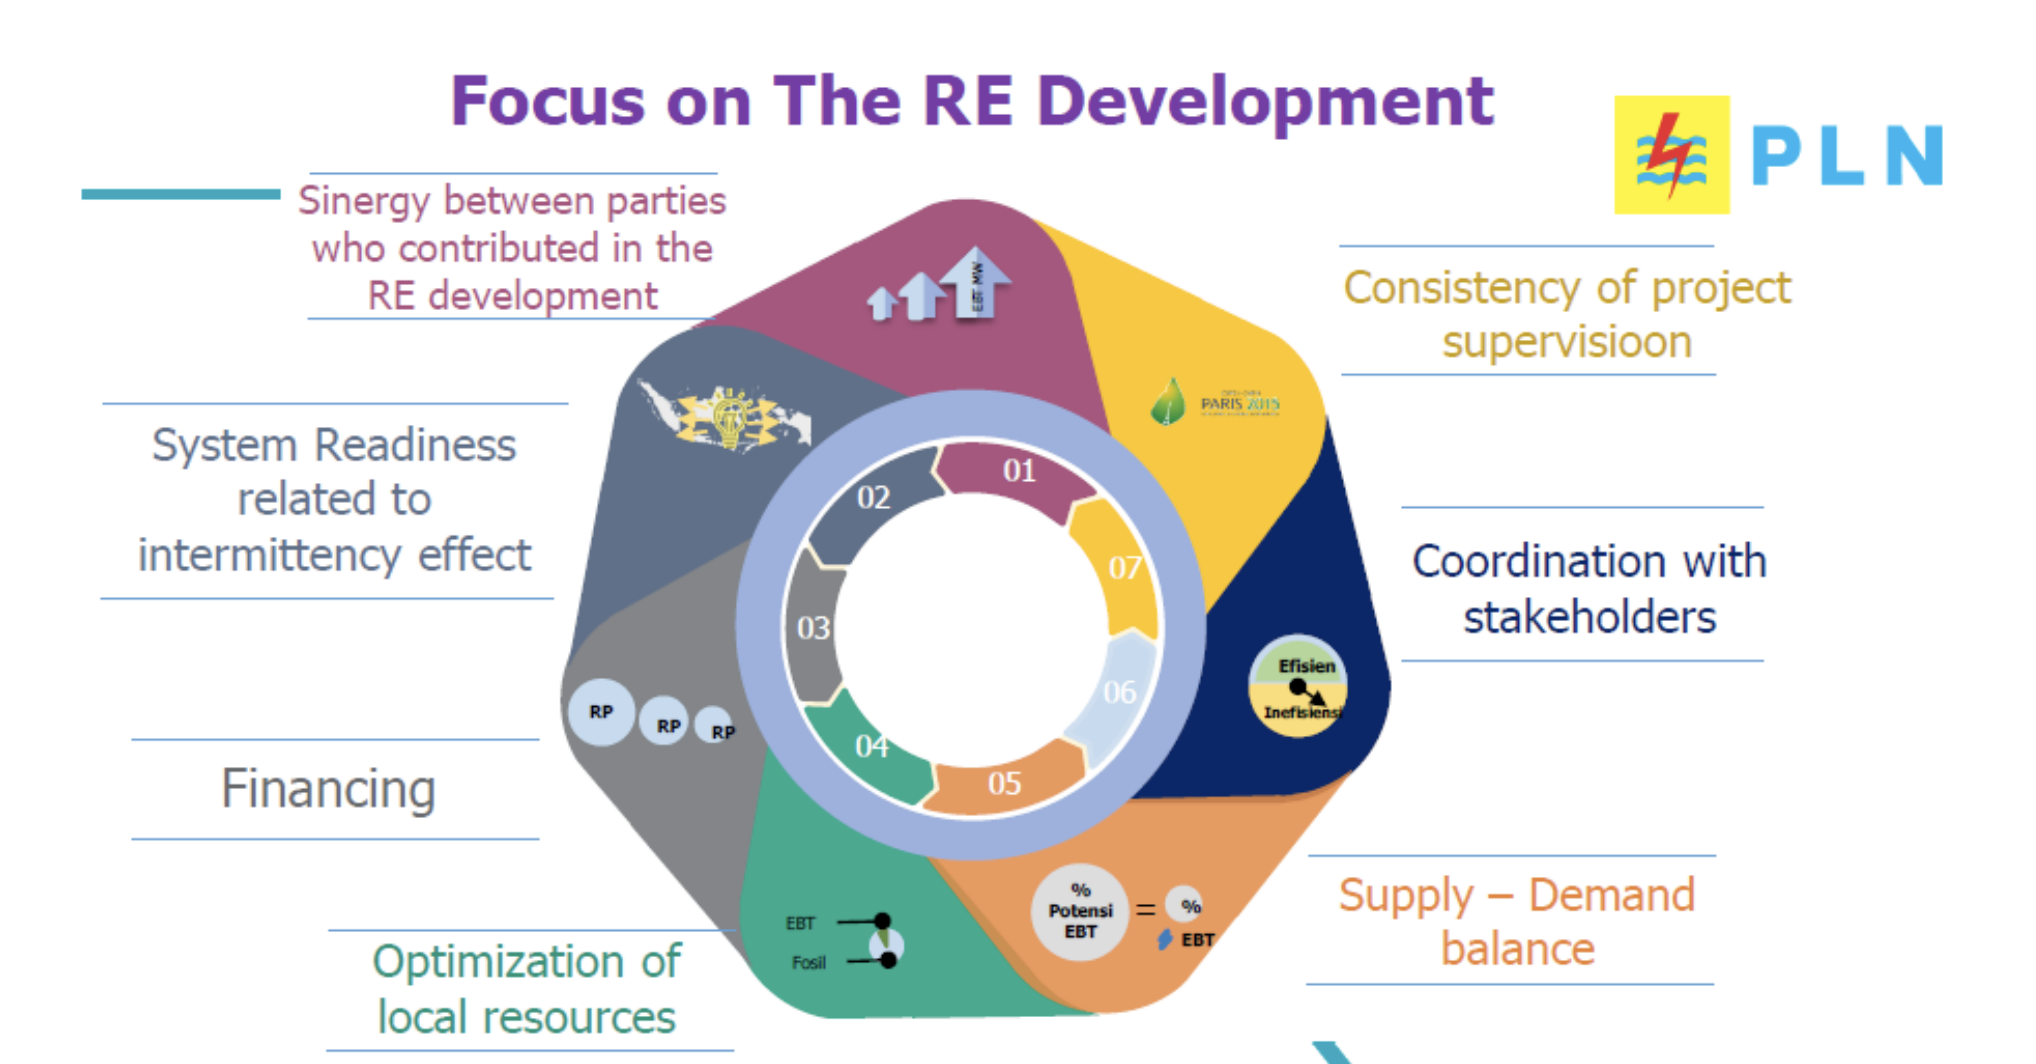 Focus on The RE Development
PLN
Sinergy between parties
who contributed in the
RE development
System Readiness
related to
intermittency effect
Financing
Optimization of
local resources
Consistency of project
supervisioon
Coordination with
stakeholders
Supply – Demand
balance
EBT MW
PARIS 2015
Efisien
Inefisiensi
%
Potensi
EBT
=
%
EBT
EBT
Fosil
RP
RP
RP
01
02
03
04
05
06
07